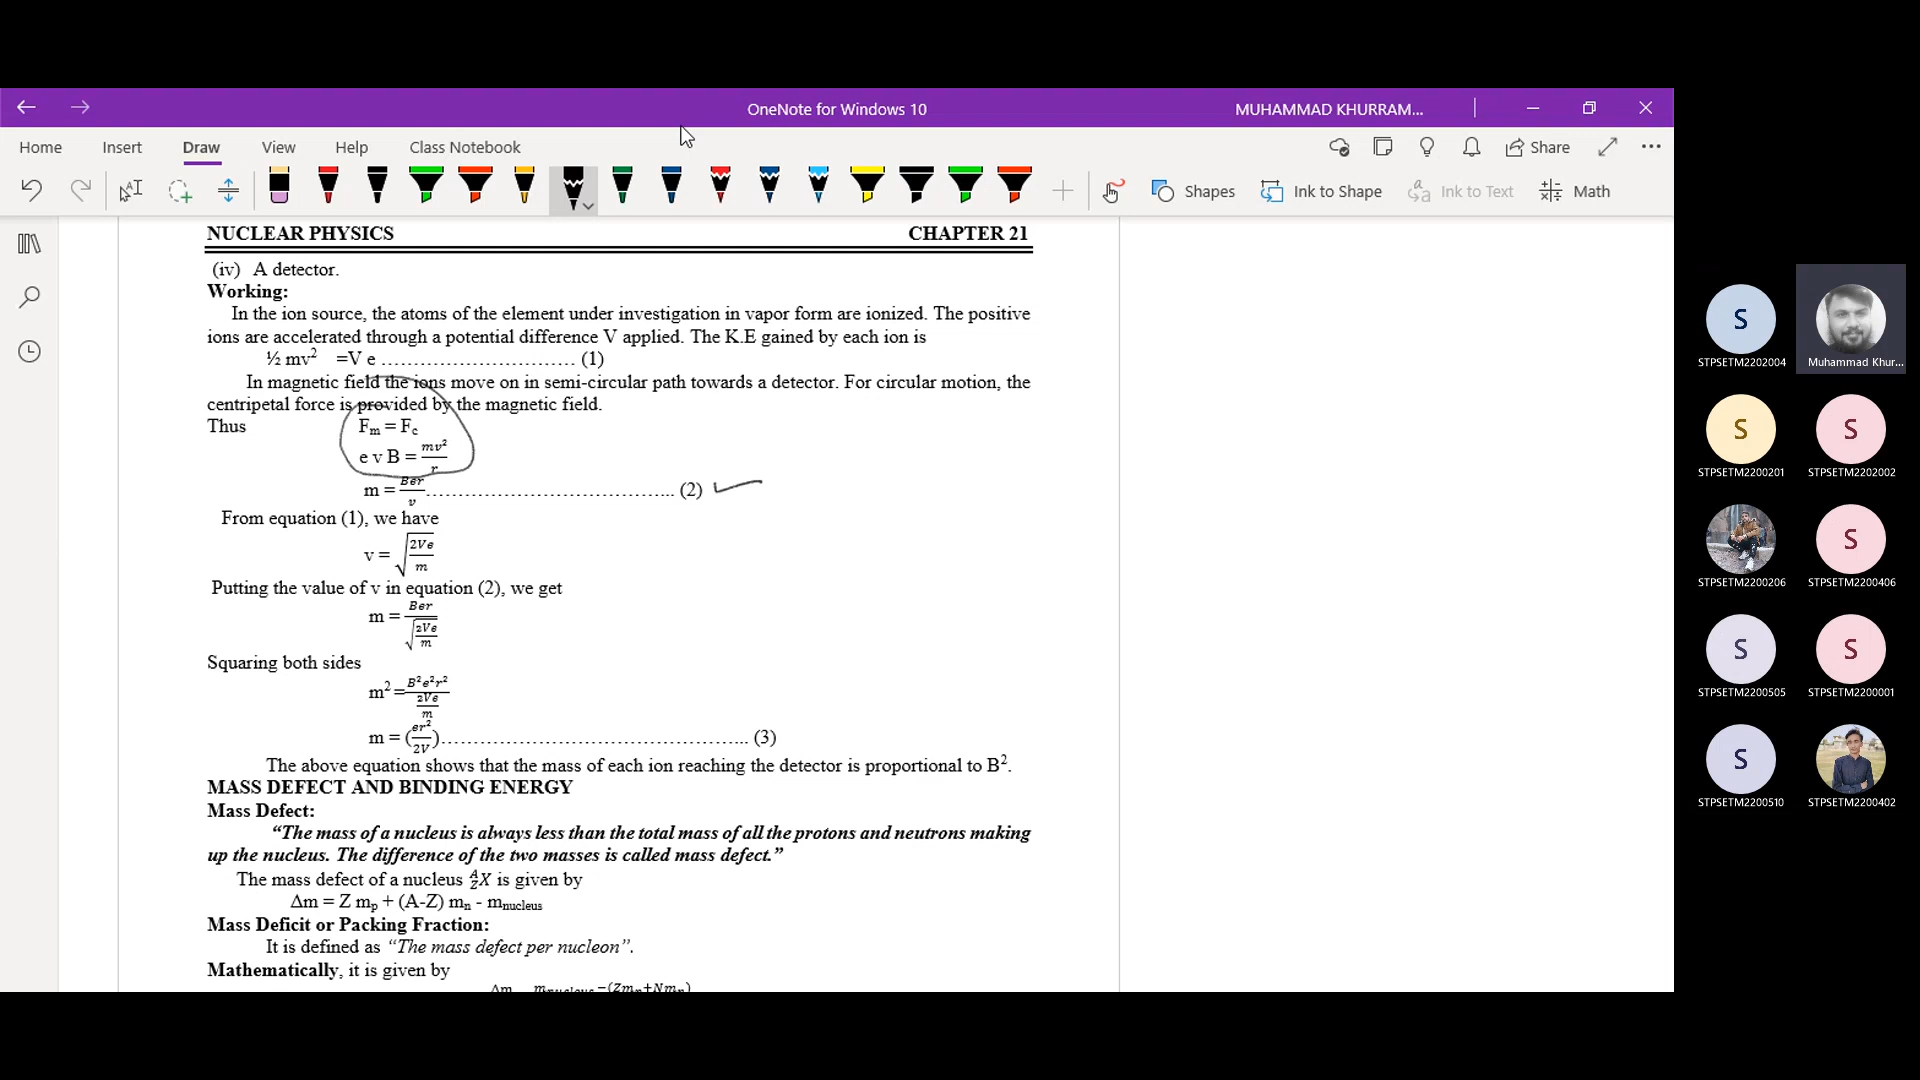 OneNote for Windows 10
MUHAMMAD KHURRAM...
Home Insert Draw View Help Class Notebook
Share
Shapes Ink to Shape Ink to Text Math
NUCLEAR PHYSICS CHAPTER 21
(iv) A detector.
Working:
In the ion source, the atoms of the element under investigation in vapor form are ionized. The positive
ions are accelerated through a potential difference V applied. The K.E gained by each ion is
½ mv² =V e ………………………. (1)
In magnetic field the ions move on in semi-circular path towards a detector. For circular motion, the
centripetal force is provided by the magnetic field.
Thus Fₘ = F꜀
e v B = mv²/r
m = Ber/v …………………………….. (2)
From equation (1), we have
v = √(2Ve/m)
Putting the value of v in equation (2), we get
m = Ber/√(2Ve/m)
Squaring both sides
m² = B²e²r²/(2Ve/m)
m = (er²/2V)………………………………………….. (3)
The above equation shows that the mass of each ion reaching the detector is proportional to B².
MASS DEFECT AND BINDING ENERGY
Mass Defect:
“The mass of a nucleus is always less than the total mass of all the protons and neutrons making
up the nucleus. The difference of the two masses is called mass defect.”
The mass defect of a nucleus ᴬ_ZX is given by
Δm = Z mₚ + (A-Z) mₙ - m_nucleus
Mass Deficit or Packing Fraction:
It is defined as “The mass defect per nucleon”.
Mathematically, it is given by
Δm m_nucleus −(Zmₚ+Nmₙ)
S
STPSETM2202004
Muhammad Khur...
S
STPSETM2200201
S
STPSETM2202002
STPSETM2200206
S
STPSETM2200406
S
STPSETM2200505
S
STPSETM2200001
S
STPSETM2200510
STPSETM2200402